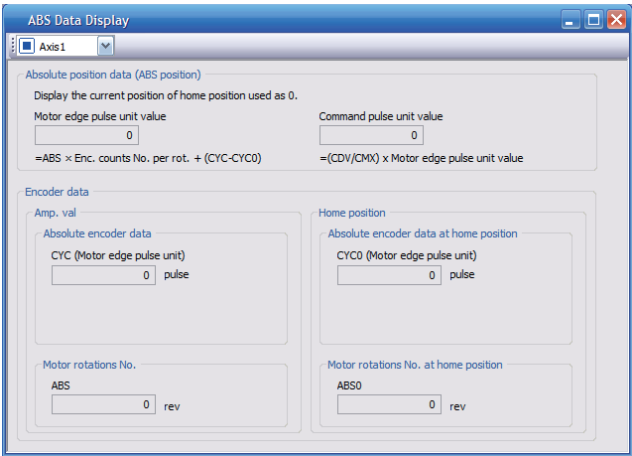 ABS Data Display
Axis1
Absolute position data (ABS position)
Display the current position of home position used as 0.
Motor edge pulse unit value
Command pulse unit value
0
0
=ABS × Enc. counts No. per rot. + (CYC-CYC0)
=(CDV/CMX) x Motor edge pulse unit value
Encoder data
Amp. val
Home position
Absolute encoder data
Absolute encoder data at home position
CYC (Motor edge pulse unit)
CYC0 (Motor edge pulse unit)
0 pulse
0 pulse
Motor rotations No.
Motor rotations No. at home position
ABS
ABS0
0 rev
0 rev